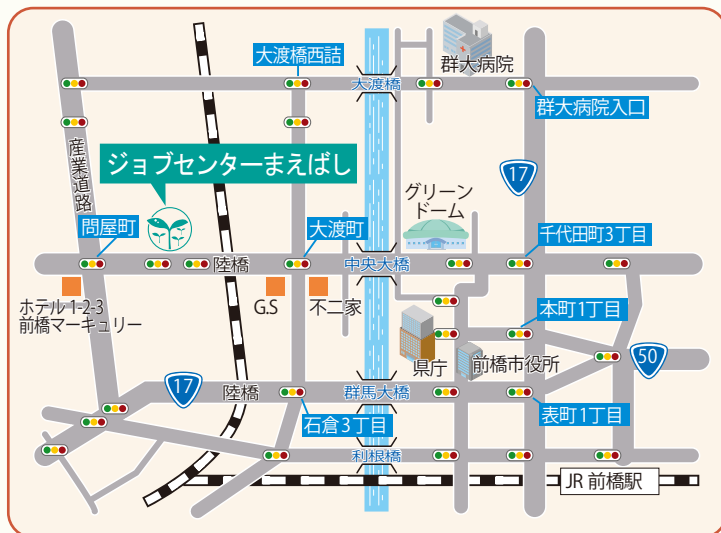 大渡橋西詰
群大病院
大渡橋
群大病院入口
産業道路
ジョブセンターまえばし
17
グリーン
ドーム
問屋町
大渡町
千代田町3丁目
陸橋
中央大橋
ホテル1-2-3
前橋マーキュリー
G.S
不二家
本町1丁目
県庁
前橋市役所
50
17
陸橋
群馬大橋
石倉3丁目
表町1丁目
利根橋
JR 前橋駅